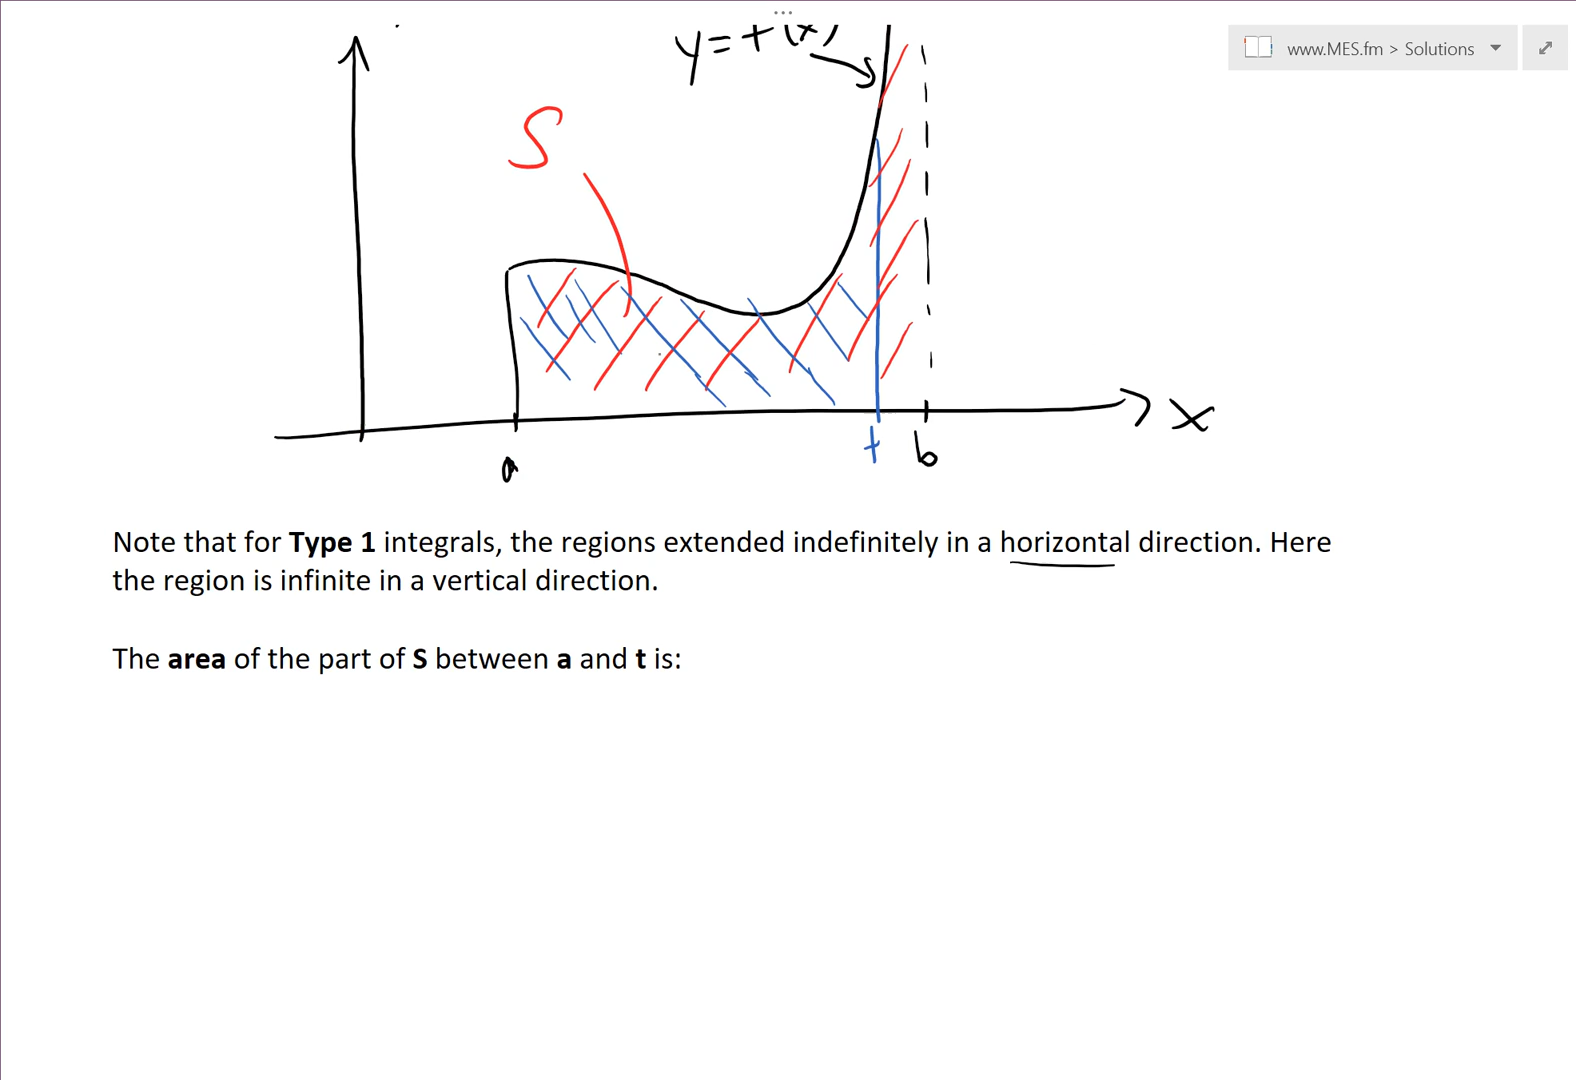 y=f(x)
www.MES.fm > Solutions
S
x
a
t
b
Note that for Type 1 integrals, the regions extended indefinitely in a horizontal direction. Here
the region is infinite in a vertical direction.
The area of the part of S between a and t is: